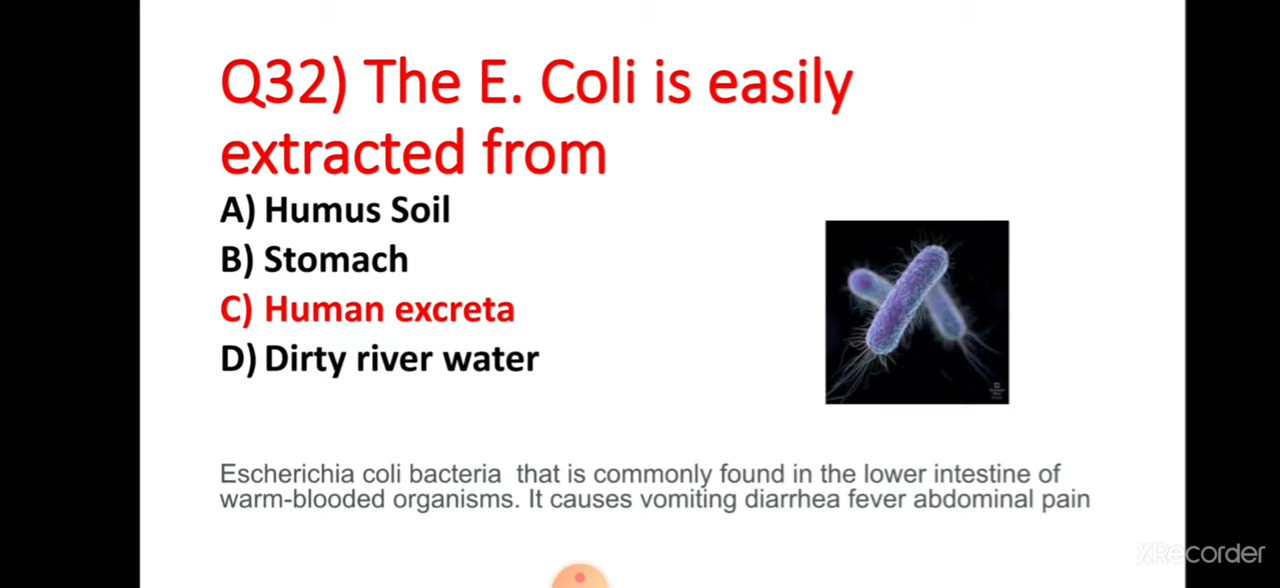 Q32) The E. Coli is easily
extracted from
A) Humus Soil
B) Stomach
C) Human excreta
D) Dirty river water
Escherichia coli bacteria that is commonly found in the lower intestine of
warm-blooded organisms. It causes vomiting diarrhea fever abdominal pain
XRecorder